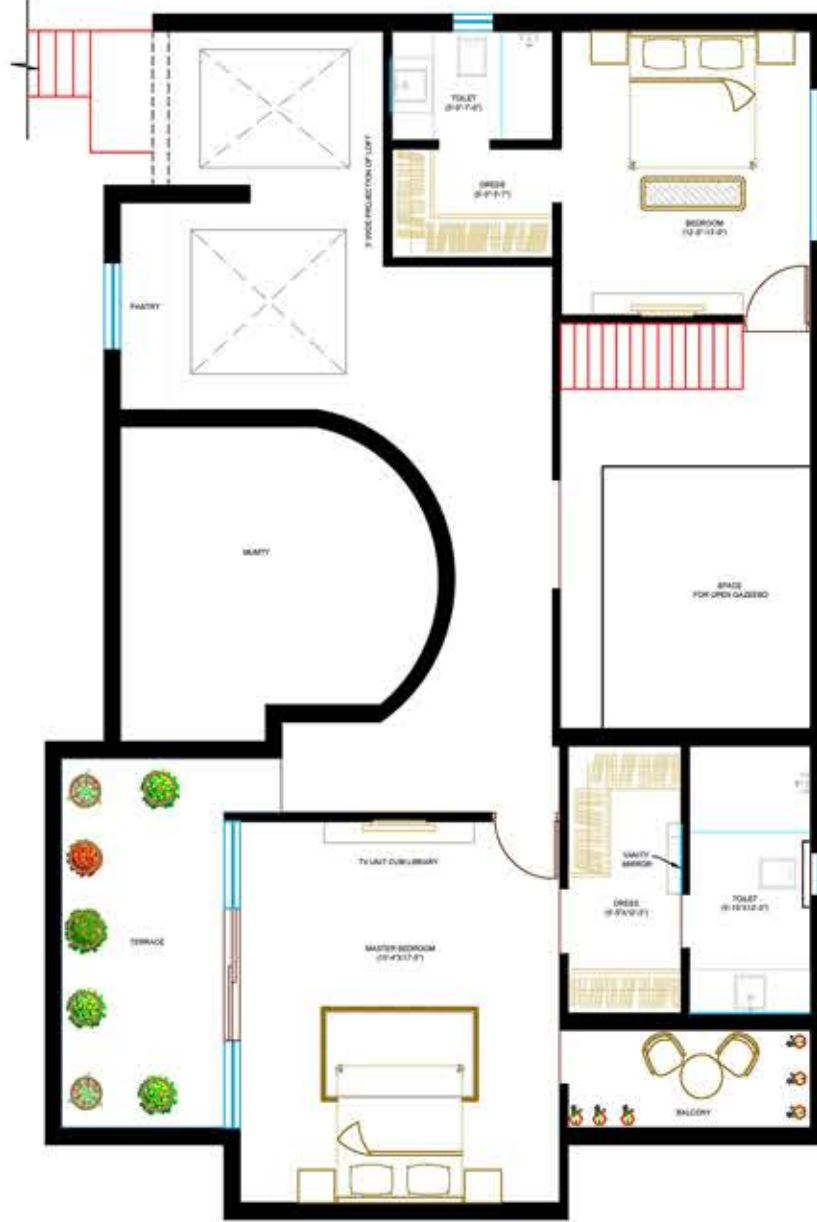 TOILET
DRESS
BEDROOM
3' WIDE PROJECTION OF LOFT
PANTRY
MUMTY
SPACE
FOR OPEN GAZEEBO
TV UNIT CUM LIBRARY
VANITY
MIRROR
DRESS
TOILET
TERRACE
MASTER BEDROOM
BALCONY